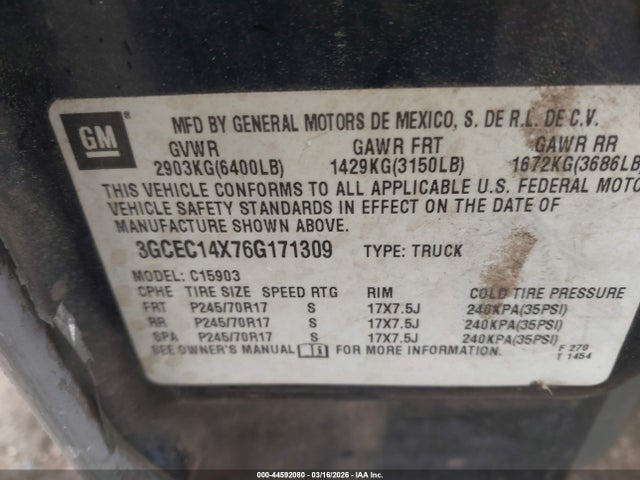 GM ® MFD BY GENERAL MOTORS DE MEXICO, S. DE R.L. DE C.V.
GVWR GAWR FRT GAWR RR
2903KG(6400LB) 1429KG(3150LB) 1672KG(3686LB)
THIS VEHICLE CONFORMS TO ALL APPLICABLE U.S. FEDERAL MOTO
VEHICLE SAFETY STANDARDS IN EFFECT ON THE DATE OF
MANUFACTURE SHOWN ABOVE.
3GCEC14X76G171309 TYPE: TRUCK
MODEL: C15903
CPHE TIRE SIZE SPEED RTG RIM COLD TIRE PRESSURE
FRT P245/70R17 S 17X7.5J 240KPA(35PSI)
RR P245/70R17 S 17X7.5J 240KPA(35PSI)
SPA P245/70R17 S 17X7.5J 240KPA(35PSI)
SEE OWNER'S MANUAL i FOR MORE INFORMATION.
F 270
T 1454
000-44592080 - 03/16/2026 - IAA Inc.